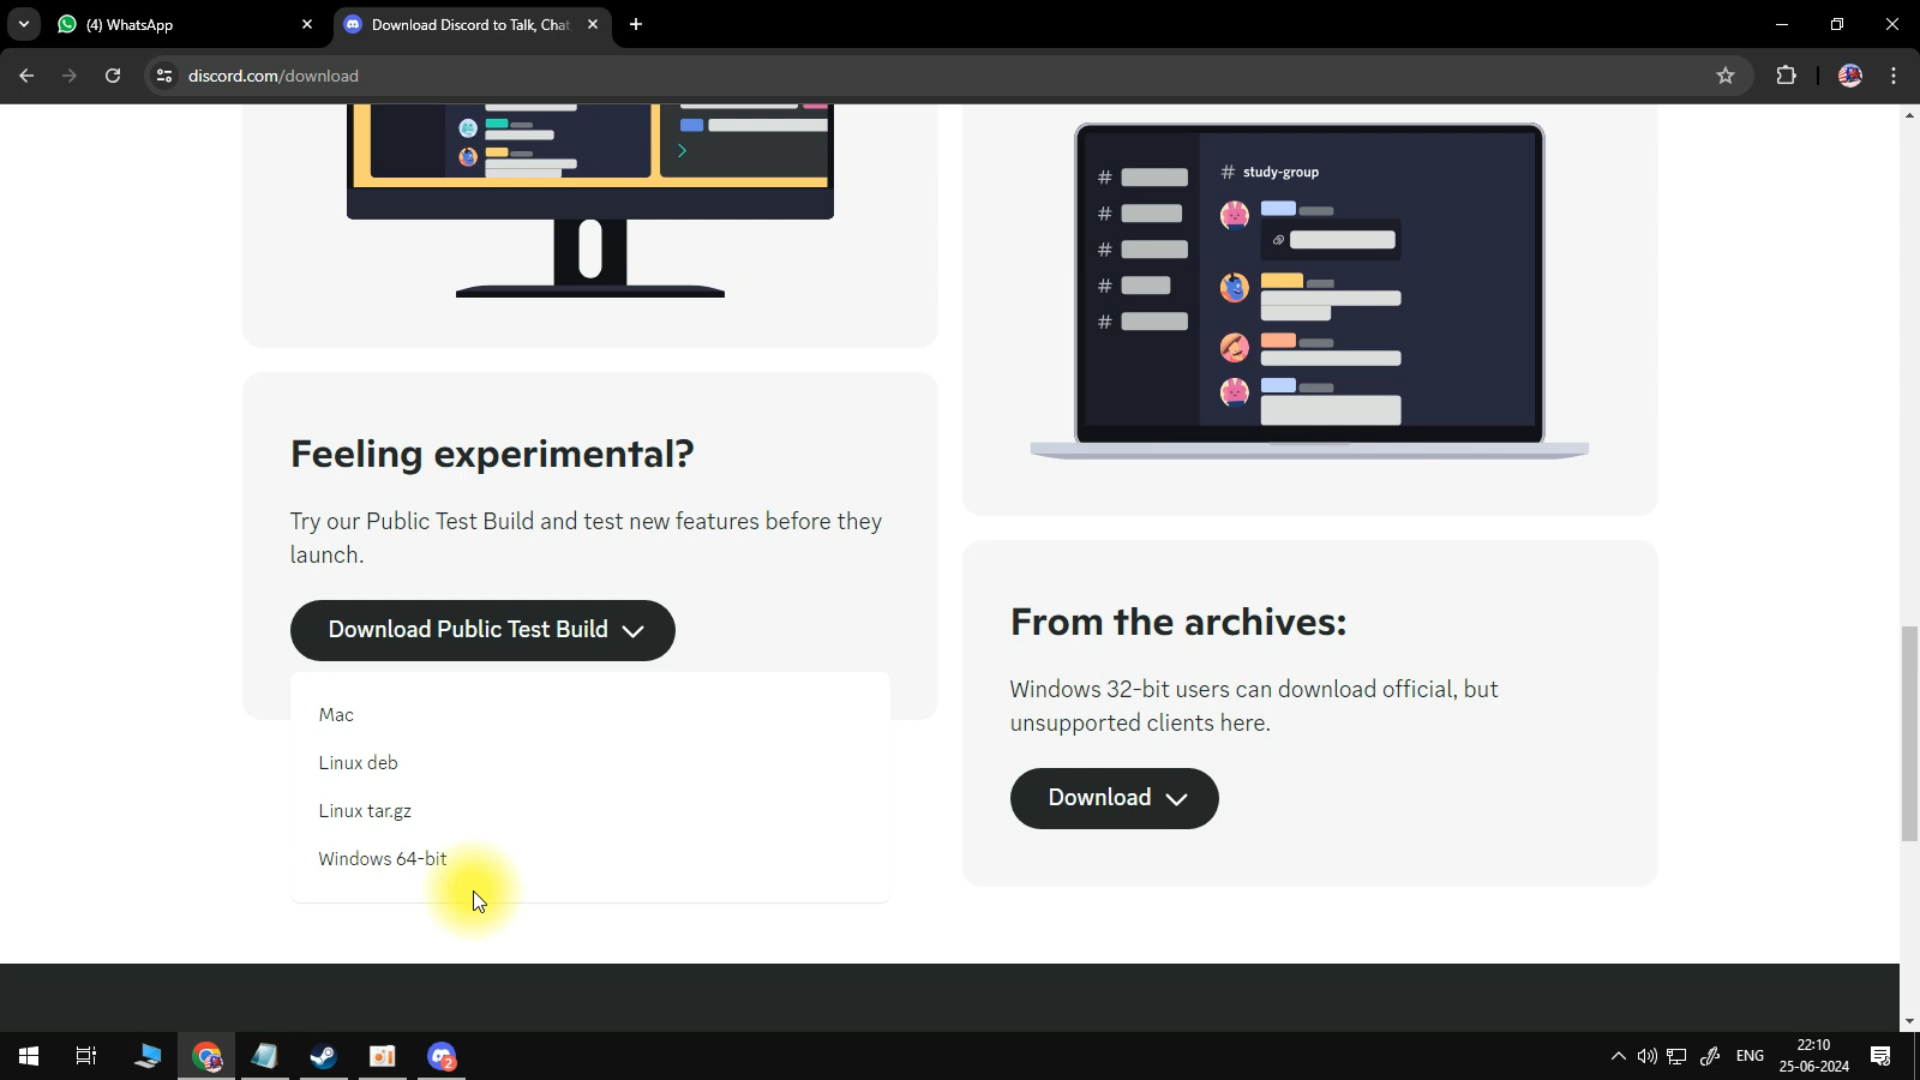 (4) WhatsApp
Download Discord to Talk, Chat
discord.com/download
# study-group
Feeling experimental?
Try our Public Test Build and test new features before they
launch.
Download Public Test Build
Mac
Linux deb
Linux tar.gz
Windows 64-bit
From the archives:
Windows 32-bit users can download official, but
unsupported clients here.
Download
2
ENG
22:10
25-06-2024